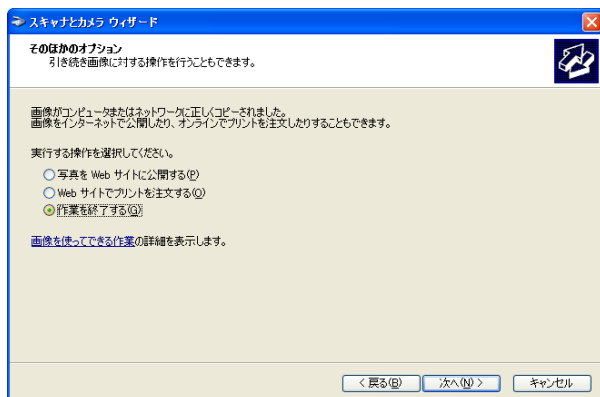 スキャナとカメラ ウィザード
そのほかのオプション
引き続き画像に対する操作を行うこともできます。
画像がコンピュータまたはネットワークに正しくコピーされました。
画像をインターネットで公開したり、オンラインでプリントを注文したりすることもできます。
実行する操作を選択してください。
写真を Web サイトに公開する(P)
Web サイトでプリントを注文する(O)
作業を終了する(G)
画像を使ってできる作業の詳細を表示します。
< 戻る(B)
次へ(N) >
キャンセル